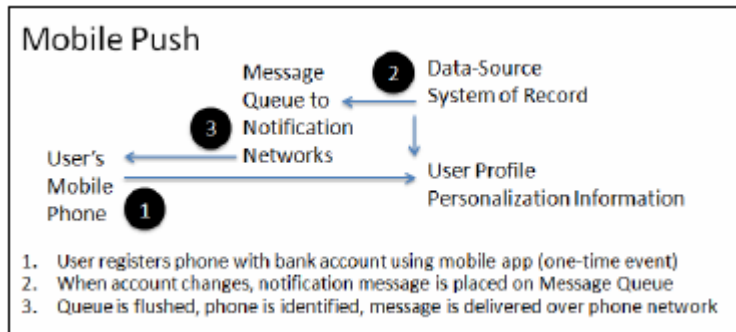 Mobile Push
Message
Queue to
Notification
Networks
2
Data-Source
System of Record
3
User's
Mobile
Phone
1
User Profile
Personalization Information
1. User registers phone with bank account using mobile app (one-time event)
2. When account changes, notification message is placed on Message Queue
3. Queue is flushed, phone is identified, message is delivered over phone network